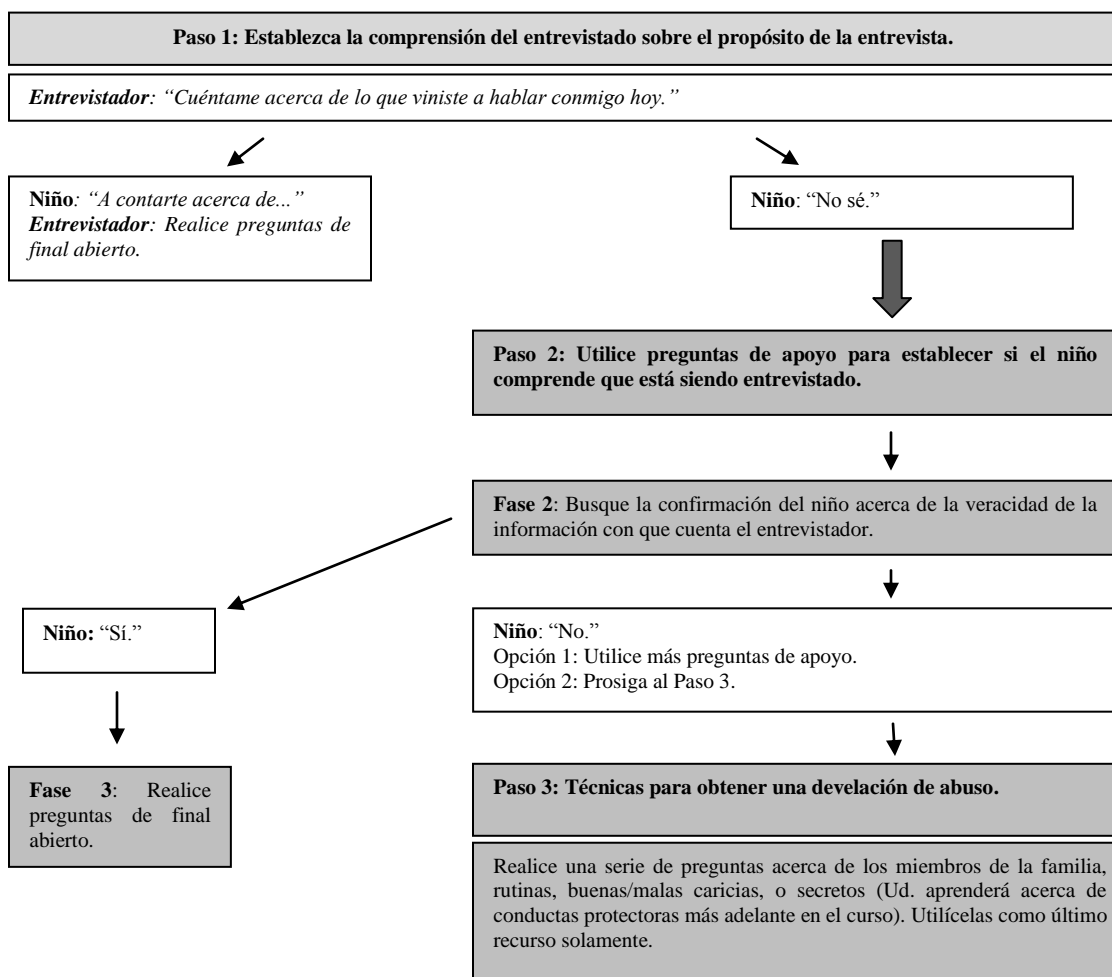 Paso 1: Establezca la comprensión del entrevistado sobre el propósito de la entrevista.
Entrevistador: “Cuéntame acerca de lo que viniste a hablar conmigo hoy.”
Niño: “A contarte acerca de...”
Entrevistador: Realice preguntas de
final abierto.
Niño: “No sé.”
Paso 2: Utilice preguntas de apoyo para establecer si el niño
comprende que está siendo entrevistado.
Fase 2: Busque la confirmación del niño acerca de la veracidad de la
información con que cuenta el entrevistador.
Niño: “Sí.”
Niño: “No.”
Opción 1: Utilice más preguntas de apoyo.
Opción 2: Prosiga al Paso 3.
Fase 3: Realice
preguntas de final
abierto.
Paso 3: Técnicas para obtener una develación de abuso.
Realice una serie de preguntas acerca de los miembros de la familia,
rutinas, buenas/malas caricias, o secretos (Ud. aprenderá acerca de
conductas protectoras más adelante en el curso). Utilícelas como último
recurso solamente.